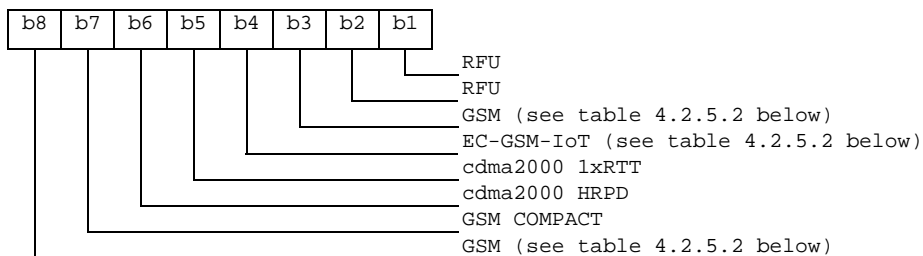 b8 b7 b6 b5 b4 b3 b2 b1
RFU
RFU
GSM (see table 4.2.5.2 below)
EC-GSM-IoT (see table 4.2.5.2 below)
cdma2000 1xRTT
cdma2000 HRPD
GSM COMPACT
GSM (see table 4.2.5.2 below)